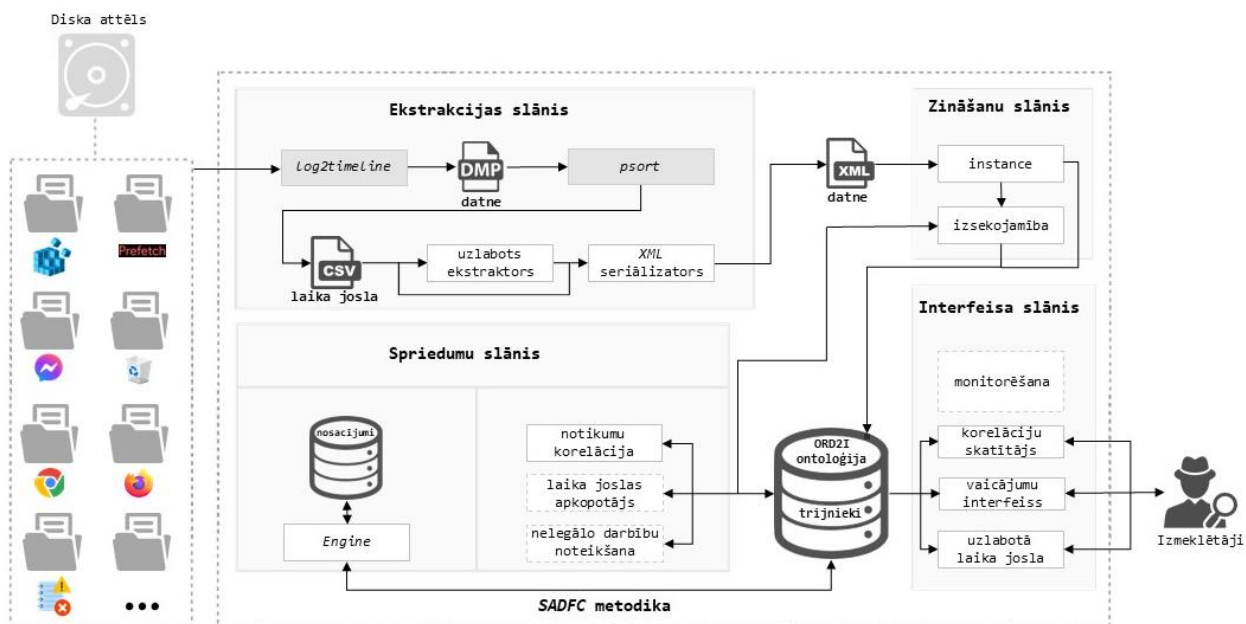 Diska attēls
Prefetch
Ekstrakcijas slānis
log2timeline
DMP
datne
psort
CSV
laika josla
uzlabots
ekstraktors
XML
seriālizators
XML
datne
Zināšanu slānis
instance
izsekojamība
Spriedumu slānis
nosacījumi
Engine
notikumu
korelācija
laika joslas
apkopotājs
nelegālo darbību
noteikšana
ORD2I
ontoloģija
trijnieki
Interfeisa slānis
monitorēšana
korelāciju
skatītājs
vaicājumu
interfeiss
uzlabotā
laika josla
Izmeklētāji
SADFC metodika